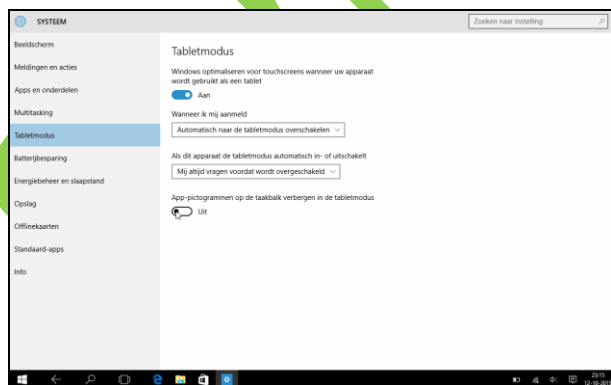 SYSTEEM
Zoeken naar instelling
Beeldscherm
Meldingen en acties
Apps en onderdelen
Multitasking
Tabletmodus
Batterijbesparing
Energiebeheer en slaapstand
Opslag
Offlinekaarten
Standaard-apps
Info
Tabletmodus
Windows optimaliseren voor touchscreens wanneer uw apparaat
wordt gebruikt als een tablet
Aan
Wanneer ik mij aanmeld
Automatisch naar de tabletmodus overschakelen
Als dit apparaat de tabletmodus automatisch in- of uitschakelt
Mij altijd vragen voordat wordt overgeschakeld
App-pictogrammen op de taakbalk verbergen in de tabletmodus
Uit
23:15